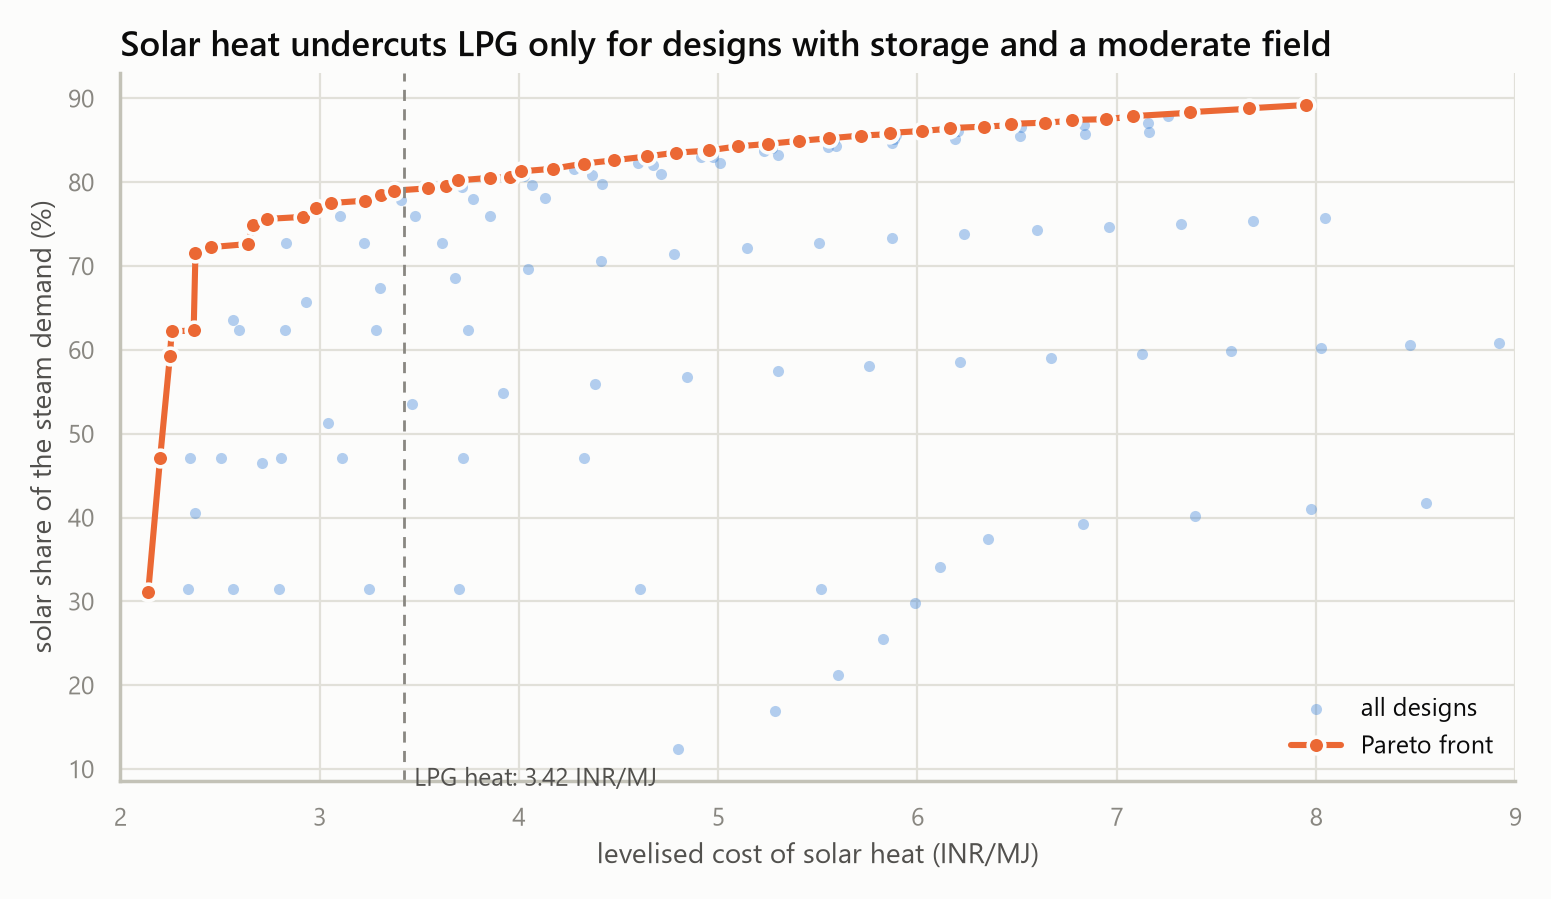 Solar heat undercuts LPG only for designs with storage and a moderate field
90
80
70
60
50
40
30
20
10
solar share of the steam demand (%)
LPG heat: 3.42 INR/MJ
all designs
Pareto front
2 3 4 5 6 7 8 9
levelised cost of solar heat (INR/MJ)